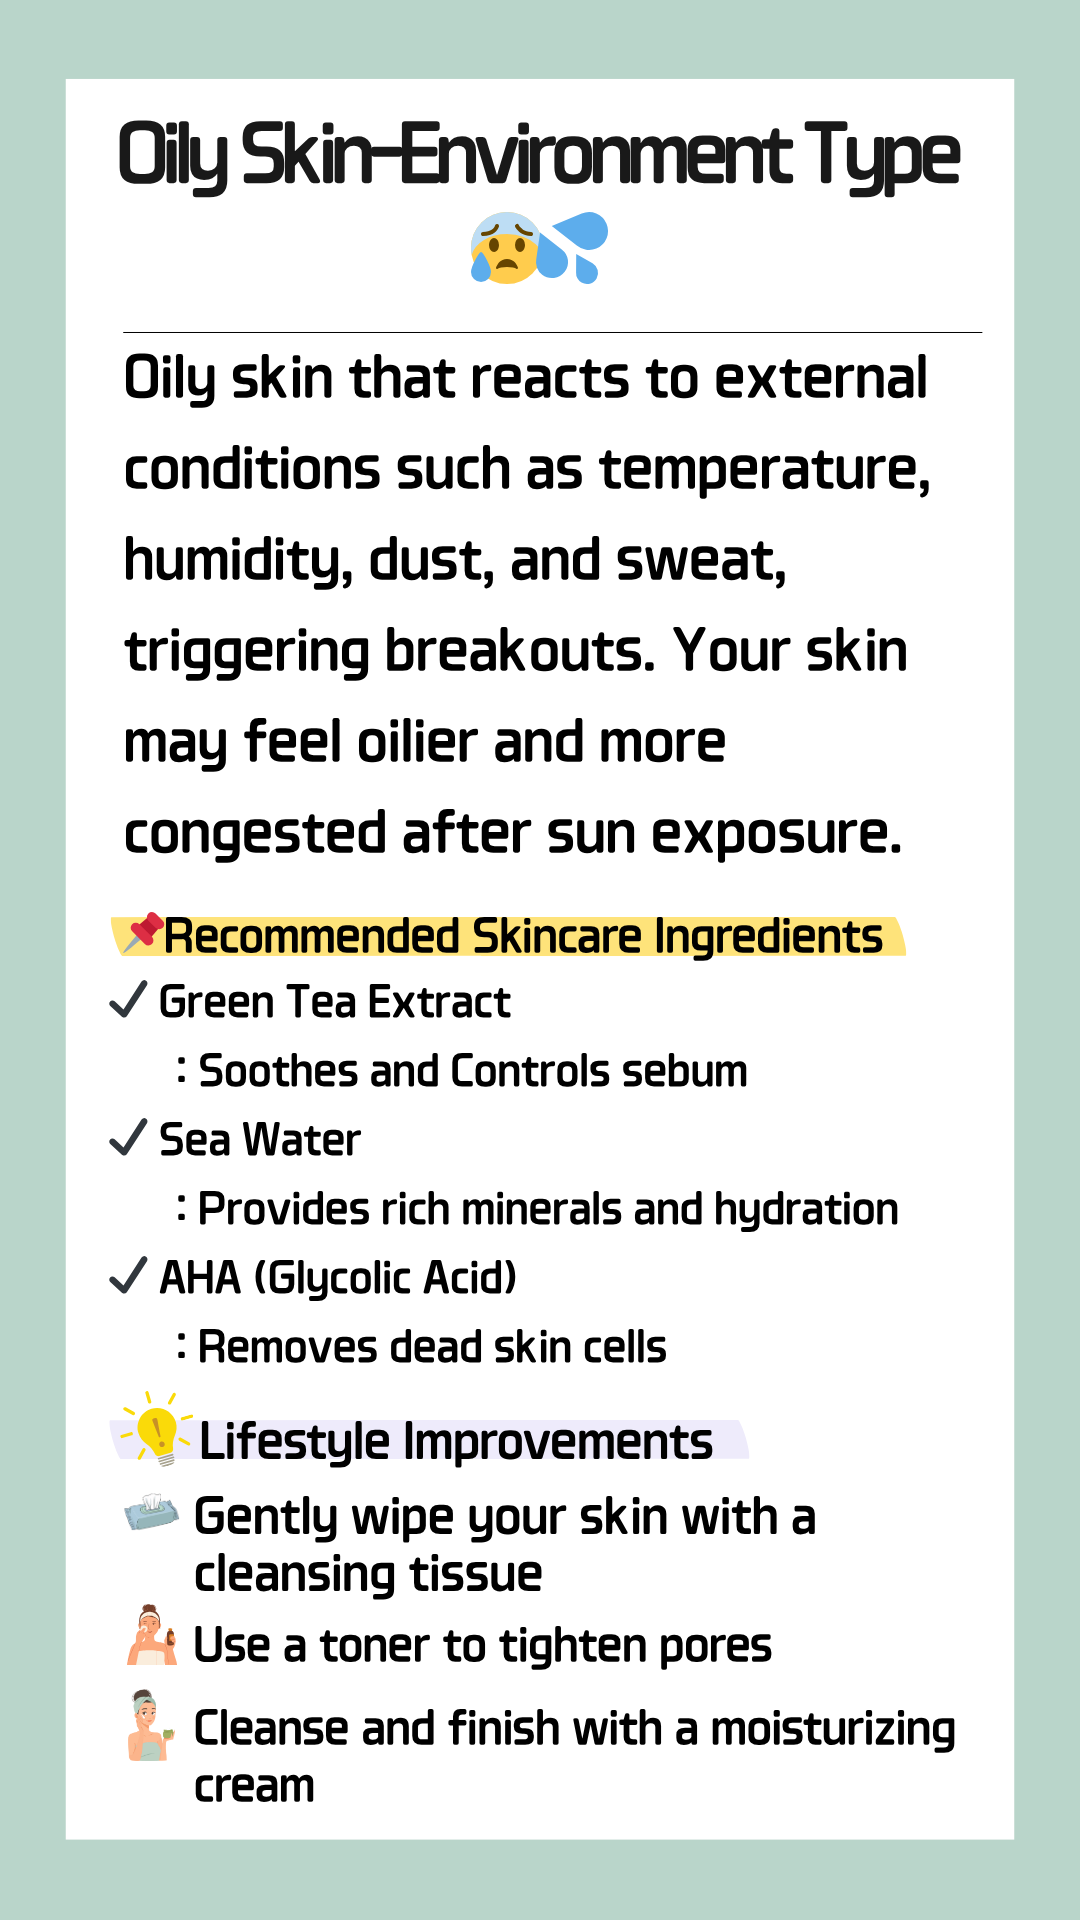 Oily Skin-Environment Type
Oily skin that reacts to external
conditions such as temperature,
humidity, dust, and sweat,
triggering breakouts. Your skin
may feel oilier and more
congested after sun exposure.
Recommended Skincare Ingredients
Green Tea Extract
: Soothes and Controls sebum
Sea Water
: Provides rich minerals and hydration
AHA (Glycolic Acid)
: Removes dead skin cells
Lifestyle Improvements
Gently wipe your skin with a
cleansing tissue
Use a toner to tighten pores
Cleanse and finish with a moisturizing
cream